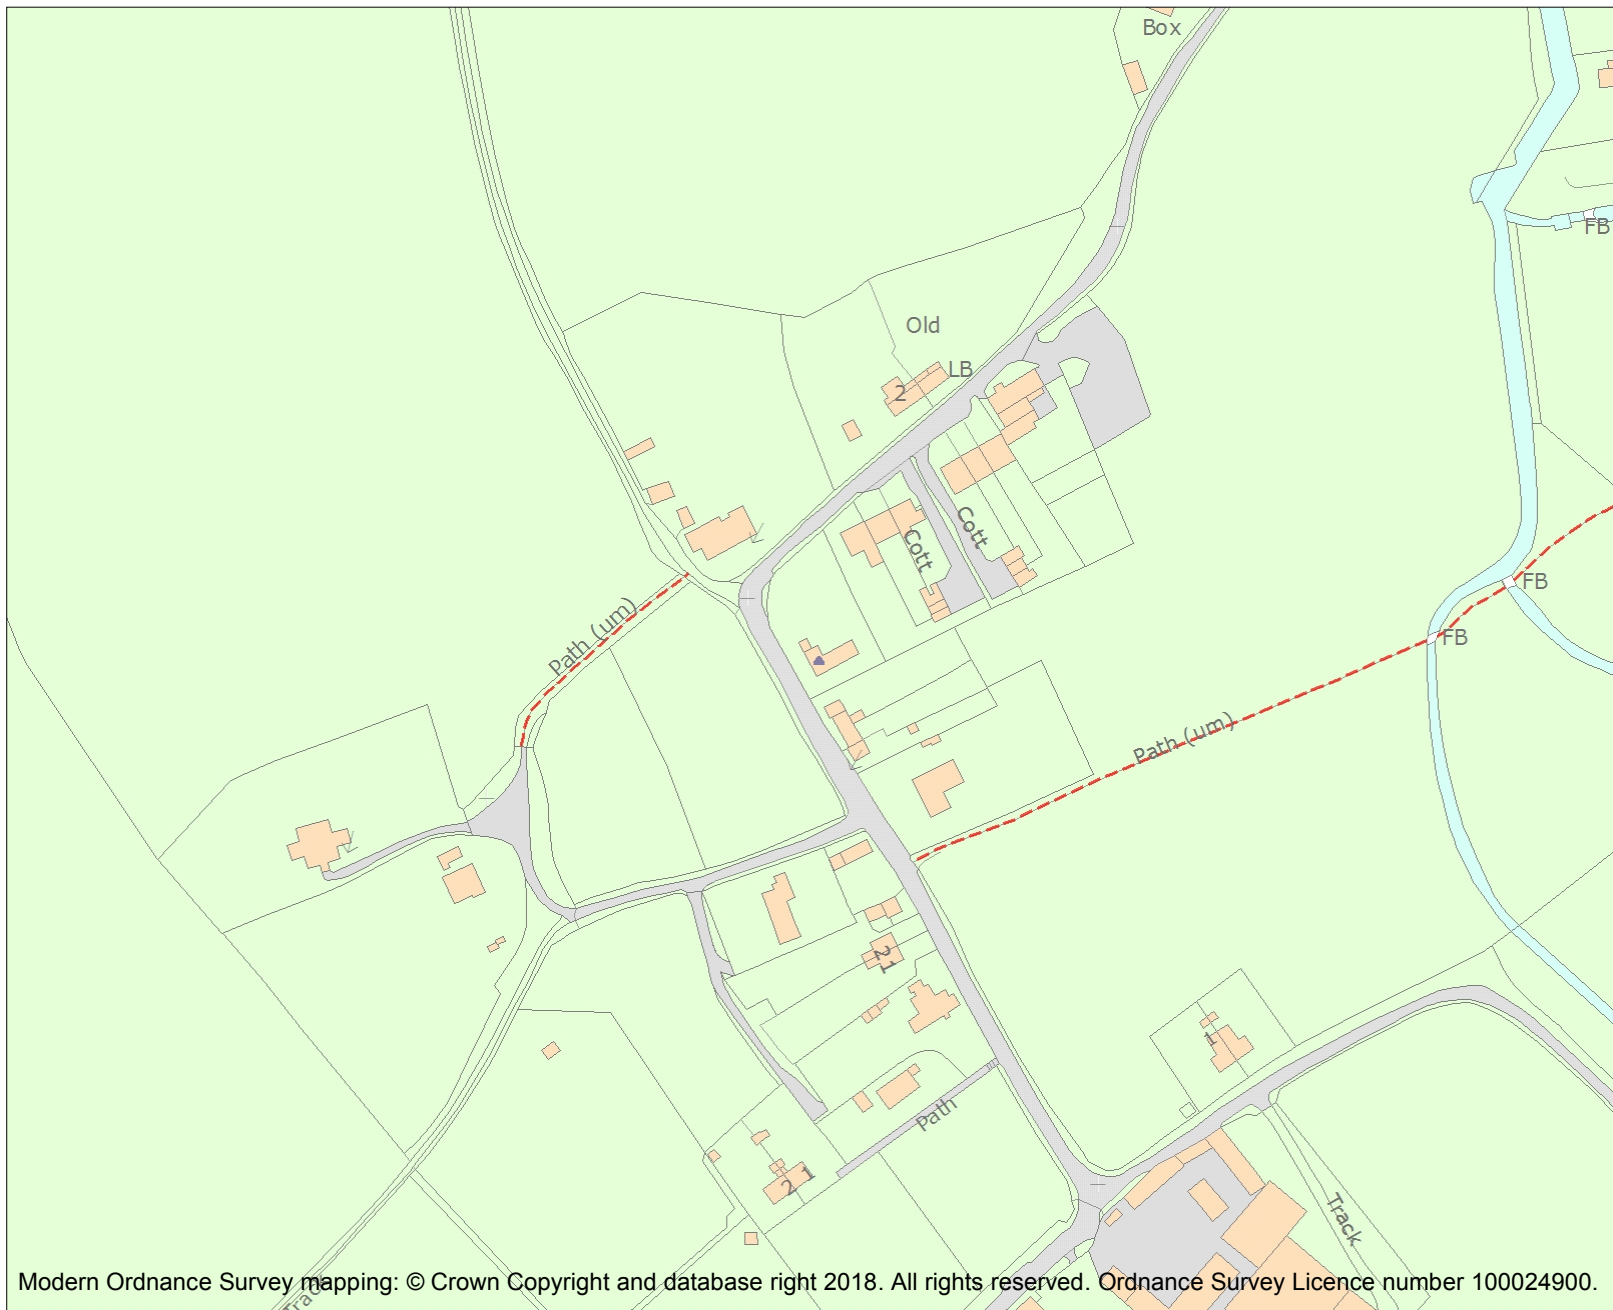 Box
FB
Old
LB
2
Cott
Cott
FB
Path (um)
FB
Path (um)
2
1
1
Path
2
1
Track
Track
Modern Ordnance Survey mapping: © Crown Copyright and database right 2018. All rights reserved. Ordnance Survey Licence number 100024900.